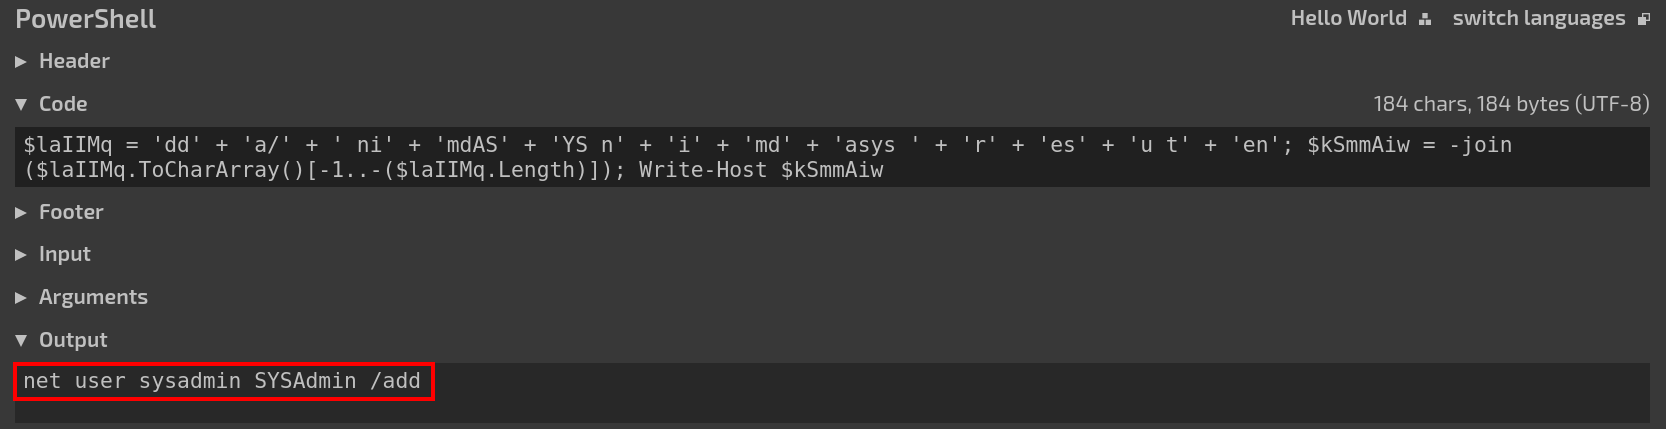 PowerShell
Hello World switch languages
Header
Code
184 chars, 184 bytes (UTF-8)
$laIIMq = 'dd' + 'a/' + ' ni' + 'mdAS' + 'YS n' + 'i' + 'md' + 'asys ' + 'r' + 'es' + 'u t' + 'en'; $kSmmAiw = -join
($laIIMq.ToCharArray()[-1..-($laIIMq.Length)]); Write-Host $kSmmAiw
Footer
Input
Arguments
Output
net user sysadmin SYSAdmin /add